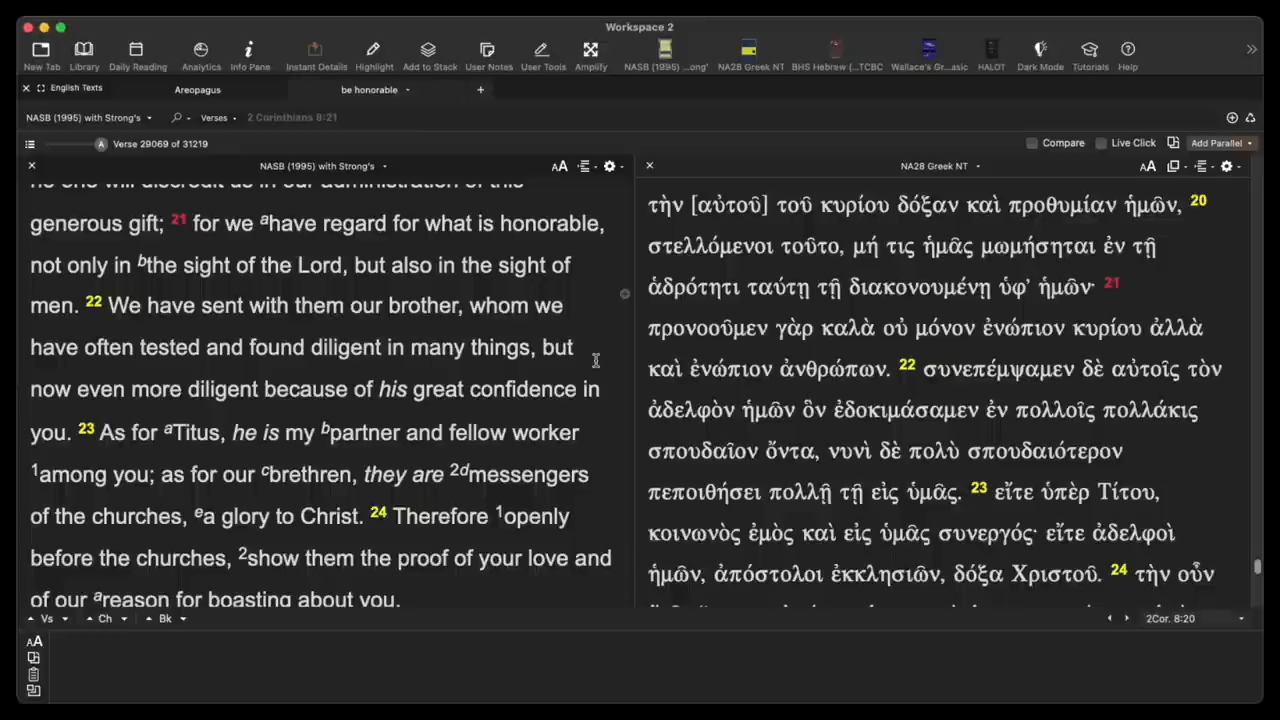 Workspace 2
New Tab Library Daily Reading Analytics Info Pane Instant Details Highlight Add to Stack User Notes User Tools Amplify NASB (1995) ...ong' NA28 Greek NT BHS Hebrew (...TCBC Wallace's Gr...asic HALOT Dark Mode Tutorials Help
English Texts Areopagus be honorable +
NASB (1995) with Strong's Verses 2 Corinthians 8:21
A Verse 29069 of 31219 Compare Live Click Add Parallel
NASB (1995) with Strong's
no one will discredit us in our administration of this
generous gift; 21 for we ahave regard for what is honorable,
not only in bthe sight of the Lord, but also in the sight of
men. 22 We have sent with them our brother, whom we
have often tested and found diligent in many things, but
now even more diligent because of his great confidence in
you. 23 As for aTitus, he is my bpartner and fellow worker
1among you; as for our cbrethren, they are 2dmessengers
of the churches, ea glory to Christ. 24 Therefore 1openly
before the churches, 2show them the proof of your love and
of our areason for boasting about you.
NA28 Greek NT
τὴν [αὐτοῦ] τοῦ κυρίου δόξαν καὶ προθυμίαν ἡμῶν, 20
στελλόμενοι τοῦτο, μή τις ἡμᾶς μωμήσηται ἐν τῇ
ἁδρότητι ταύτῃ τῇ διακονουμένῃ ὑφ’ ἡμῶν· 21
προνοοῦμεν γὰρ καλὰ οὐ μόνον ἐνώπιον κυρίου ἀλλὰ
καὶ ἐνώπιον ἀνθρώπων. 22 συνεπέμψαμεν δὲ αὐτοῖς τὸν
ἀδελφὸν ἡμῶν ὃν ἐδοκιμάσαμεν ἐν πολλοῖς πολλάκις
σπουδαῖον ὄντα, νυνὶ δὲ πολὺ σπουδαιότερον
πεποιθήσει πολλῇ τῇ εἰς ὑμᾶς. 23 εἴτε ὑπὲρ Τίτου,
κοινωνὸς ἐμὸς καὶ εἰς ὑμᾶς συνεργός· εἴτε ἀδελφοὶ
ἡμῶν, ἀπόστολοι ἐκκλησιῶν, δόξα Χριστοῦ. 24 τὴν οὖν
Vs Ch Bk 2Cor. 8:20